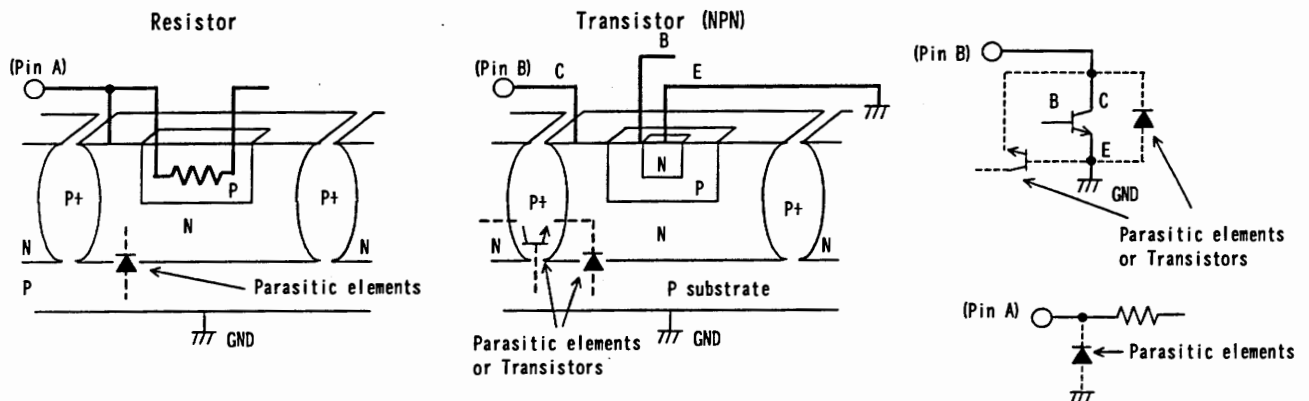 Resistor
(Pin A)
P
P+
P+
N
N
N
P
Parasitic elements
GND
Transistor (NPN)
B
(Pin B)
C
E
N
P
P+
P+
N
N
N
P substrate
GND
Parasitic elements
or Transistors
(Pin B)
B
C
E
GND
Parasitic elements
or Transistors
(Pin A)
Parasitic elements